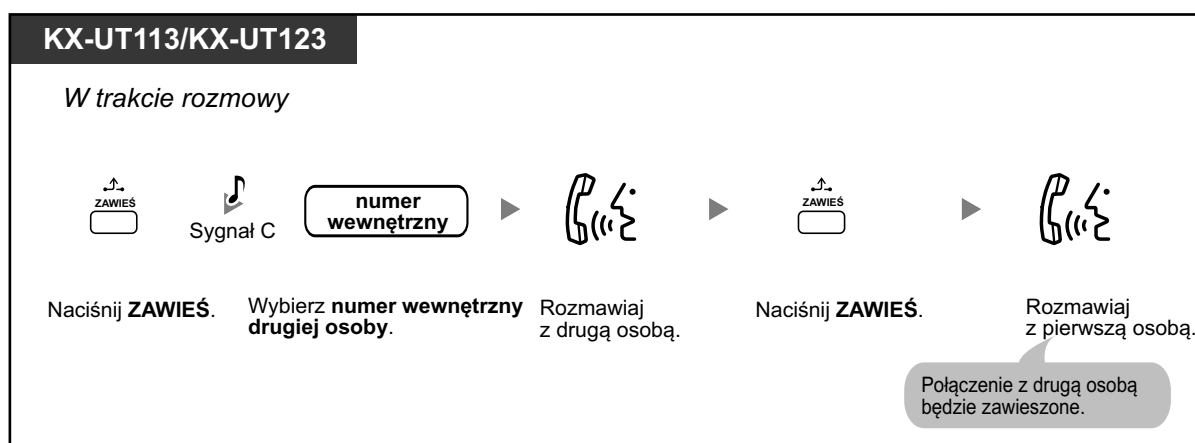 KX-UT113/KX-UT123
W trakcie rozmowy
ZAWIEŚ
Sygnał C
numer
wewnętrzny
ZAWIEŚ
Naciśnij ZAWIEŚ.
Wybierz numer wewnętrzny
drugiej osoby.
Rozmawiaj
z drugą osobą.
Naciśnij ZAWIEŚ.
Rozmawiaj
z pierwszą osobą.
Połączenie z drugą osobą
będzie zawieszone.